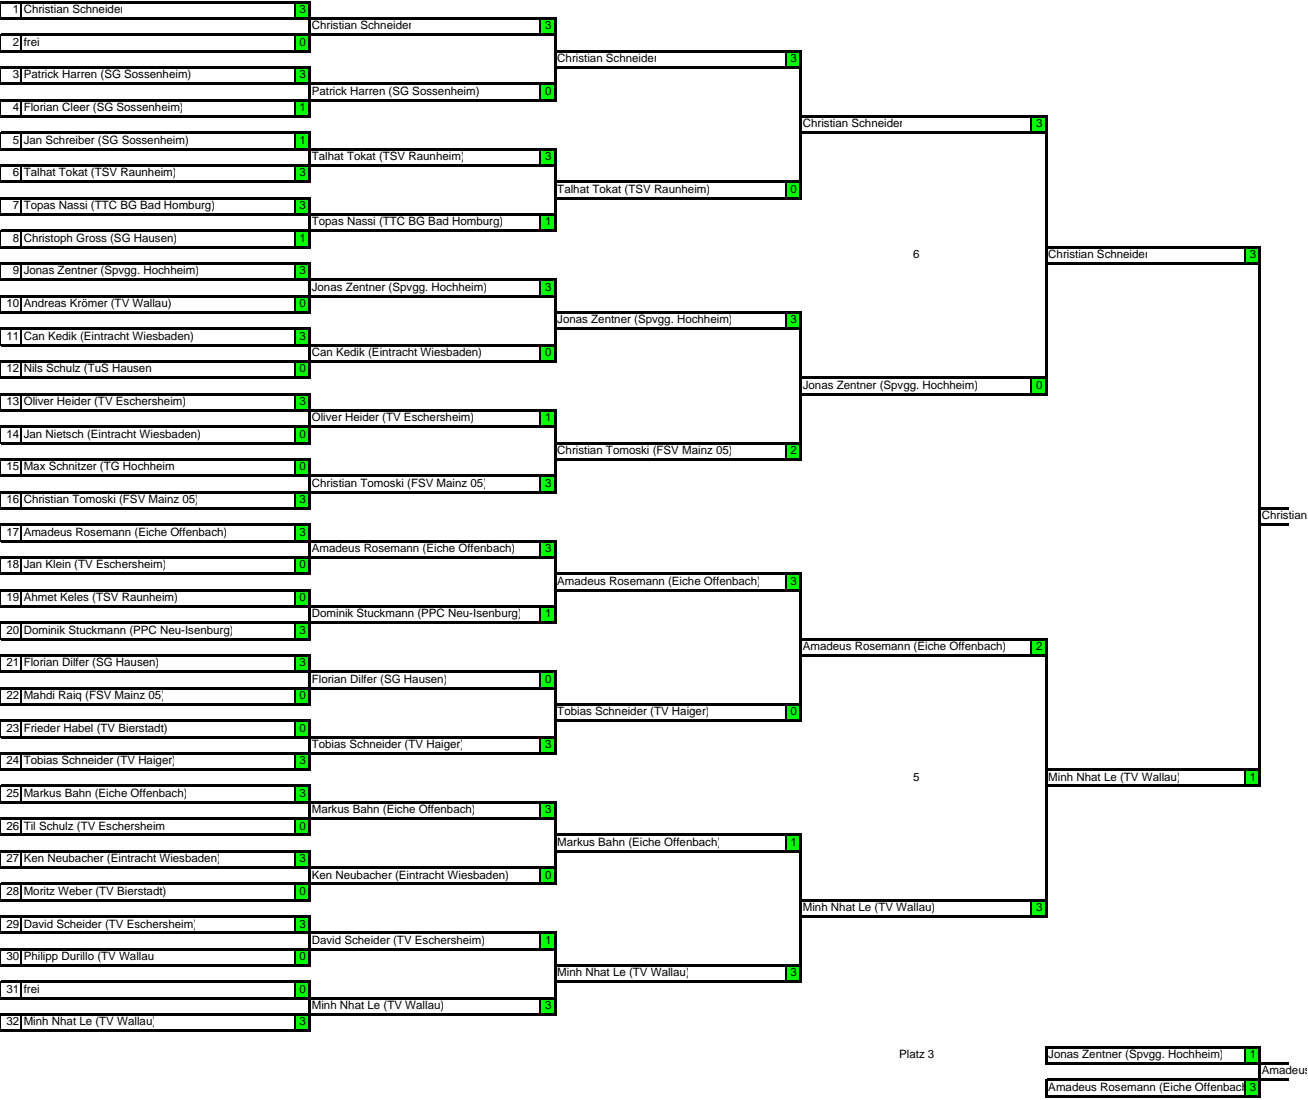 1 Christian Schneider 3
2 frei 0
3 Patrick Harren (SG Sossenheim) 3
4 Florian Cleer (SG Sossenheim) 1
5 Jan Schreiber (SG Sossenheim) 1
6 Talhat Tokat (TSV Raunheim) 3
7 Topas Nassi (TTC BG Bad Homburg) 3
8 Christoph Gross (SG Hausen) 1
9 Jonas Zentner (Spvgg. Hochheim) 3
10 Andreas Krömer (TV Wallau) 0
11 Can Kedik (Eintracht Wiesbaden) 3
12 Nils Schulz (TuS Hausen 0
13 Oliver Heider (TV Eschersheim) 3
14 Jan Nietsch (Eintracht Wiesbaden) 0
15 Max Schnitzer (TG Hochheim 0
16 Christian Tomoski (FSV Mainz 05) 3
17 Amadeus Rosemann (Eiche Offenbach) 3
18 Jan Klein (TV Eschersheim) 0
19 Ahmet Keles (TSV Raunheim) 0
20 Dominik Stuckmann (PPC Neu-Isenburg) 3
21 Florian Dilfer (SG Hausen) 3
22 Mahdi Raiq (FSV Mainz 05) 0
23 Frieder Habel (TV Bierstadt) 0
24 Tobias Schneider (TV Haiger) 3
25 Markus Bahn (Eiche Offenbach) 3
26 Til Schulz (TV Eschersheim 0
27 Ken Neubacher (Eintracht Wiesbaden) 3
28 Moritz Weber (TV Bierstadt) 0
29 David Scheider (TV Eschersheim) 3
30 Philipp Durillo (TV Wallau 0
31 frei 0
32 Minh Nhat Le (TV Wallau) 3
Christian Schneider 3
Patrick Harren (SG Sossenheim) 0
Talhat Tokat (TSV Raunheim) 3
Topas Nassi (TTC BG Bad Homburg) 1
Jonas Zentner (Spvgg. Hochheim) 3
Can Kedik (Eintracht Wiesbaden) 0
Oliver Heider (TV Eschersheim) 1
Christian Tomoski (FSV Mainz 05) 3
Amadeus Rosemann (Eiche Offenbach) 3
Dominik Stuckmann (PPC Neu-Isenburg) 1
Florian Dilfer (SG Hausen) 0
Tobias Schneider (TV Haiger) 3
Markus Bahn (Eiche Offenbach) 3
Ken Neubacher (Eintracht Wiesbaden) 0
David Scheider (TV Eschersheim) 1
Minh Nhat Le (TV Wallau) 3
Christian Schneider 3
Talhat Tokat (TSV Raunheim) 0
Jonas Zentner (Spvgg. Hochheim) 3
Christian Tomoski (FSV Mainz 05) 2
Amadeus Rosemann (Eiche Offenbach) 3
Tobias Schneider (TV Haiger) 0
Markus Bahn (Eiche Offenbach) 1
Minh Nhat Le (TV Wallau) 3
Christian Schneider 3
6
Jonas Zentner (Spvgg. Hochheim) 0
Amadeus Rosemann (Eiche Offenbach) 2
5
Minh Nhat Le (TV Wallau) 3
Christian Schneider 3
Minh Nhat Le (TV Wallau) 1
Christian
Platz 3
Jonas Zentner (Spvgg. Hochheim) 1
Amadeus Rosemann (Eiche Offenbach 3
Amadeus